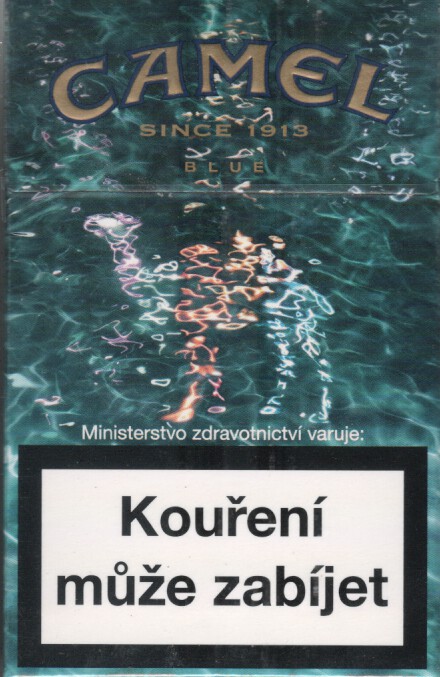 CAMEL
SINCE 1913
BLUE
Ministerstvo zdravotnictví varuje:
Kouření
může zabíjet